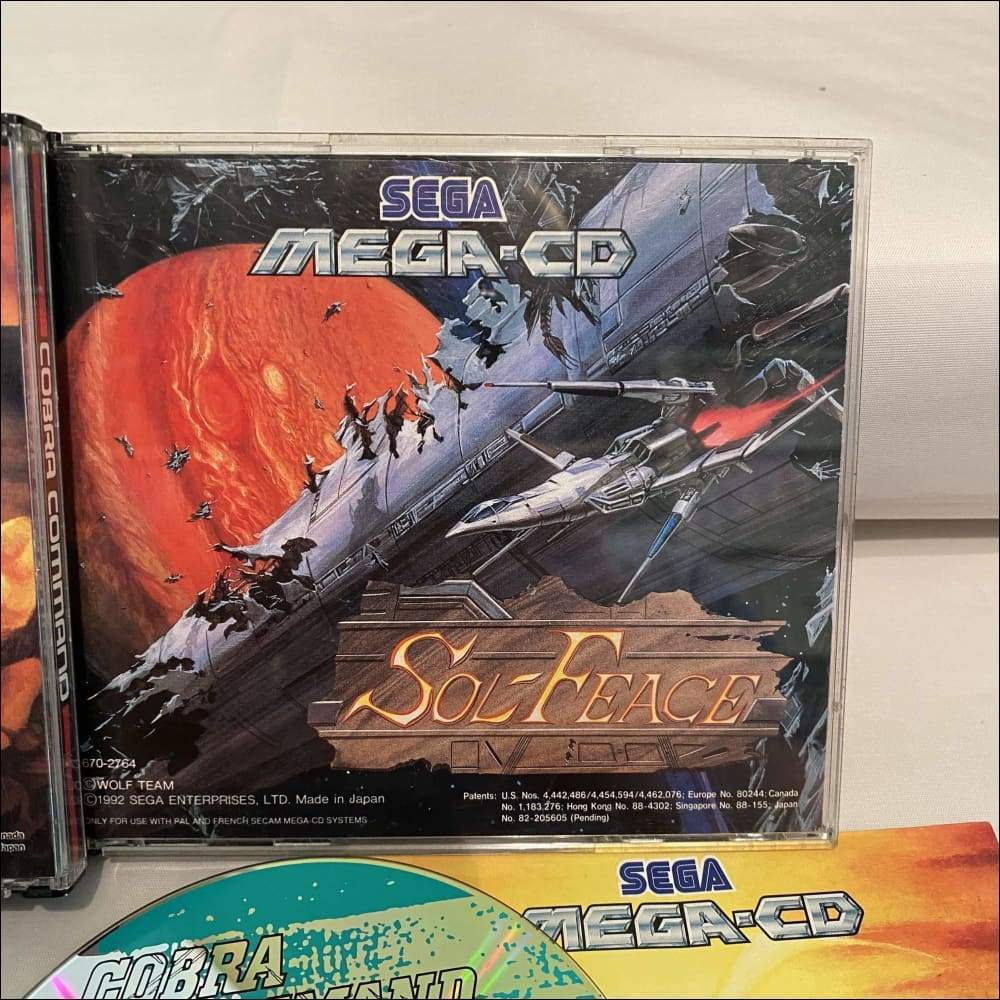 SEGA
MEGA-CD
COBRA COMMAND
SOL-FEACE
670-2764
©WOLF TEAM
©1992 SEGA ENTERPRISES, LTD. Made in Japan
ONLY FOR USE WITH PAL AND FRENCH SECAM MEGA-CD SYSTEMS
Patents: U.S. Nos. 4,442,486/4,454,594/4,462,076; Europe No. 80244; Canada
No. 1,183,276; Hong Kong No. 88-4302; Singapore No. 88-155; Japan
No. 82-205605 (Pending)
SEGA
MEGA-CD
COBRA